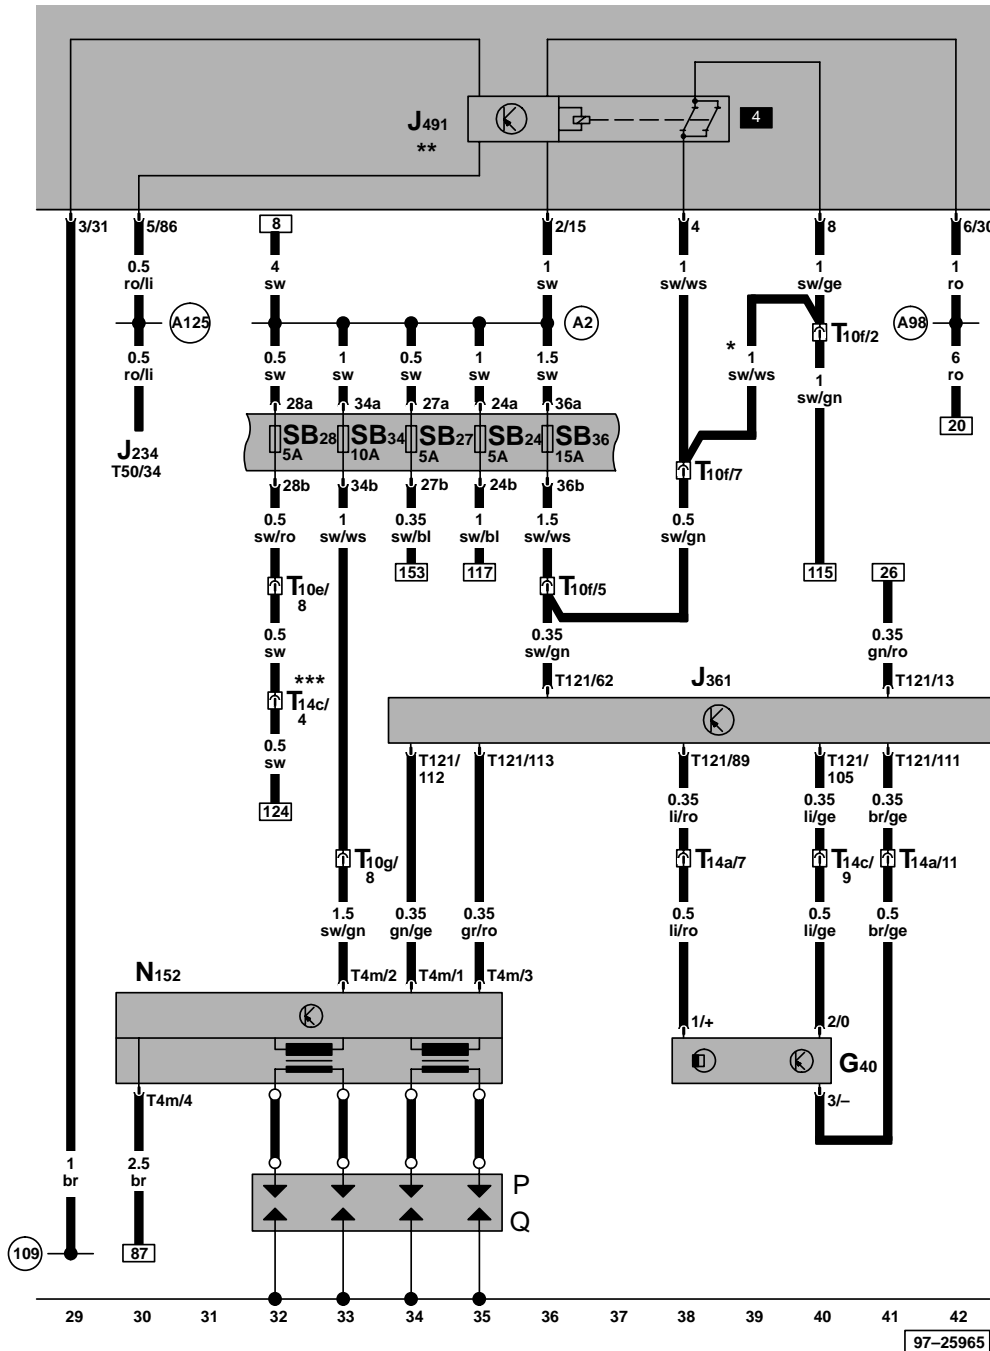 J491
**
4
3/31
5/86
8
2/15
4
8
6/30
0.5
ro/li
4
sw
1
sw
1
sw/ws
1
sw/ge
1
ro
A125
A2
A98
T10f/2
0.5
ro/li
0.5
sw
1
sw
0.5
sw
1
sw
1.5
sw
*
1
sw/ws
1
sw/gn
6
ro
28a
34a
27a
24a
36a
20
SB28
5A
SB34
10A
SB27
5A
SB24
5A
SB36
15A
J234
T50/34
T10f/7
28b
34b
27b
24b
36b
0.5
sw/ro
1
sw/ws
0.35
sw/bl
1
sw/bl
1.5
sw/ws
0.5
sw/gn
153
117
115
26
T10e/
8
T10f/5
0.5
sw
0.35
sw/gn
0.35
gn/ro
***
T14c/
4
T121/62
J361
T121/13
0.5
sw
124
T121/
112
T121/113
T121/89
T121/
105
T121/111
0.35
li/ro
0.35
li/ge
0.35
br/ge
T10g/
8
T14a/7
T14c/
9
T14a/11
1.5
sw/gn
0.35
gn/ge
0.35
gr/ro
0.5
li/ro
0.5
li/ge
0.5
br/ge
N152
T4m/2
T4m/1
T4m/3
1/+
2/0
G40
T4m/4
3/–
1
br
2.5
br
P
Q
109
87
29 30 31 32 33 34 35 36 37 38 39 40 41 42
97–25965